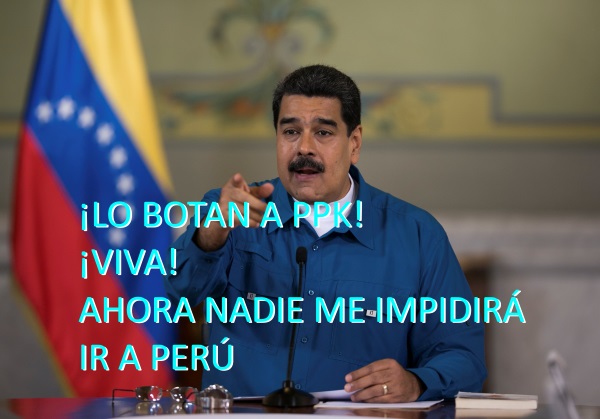 ¡LO BOTAN A PPK!
¡VIVA!
AHORA NADIE ME IMPIDIRÁ
IR A PERÚ